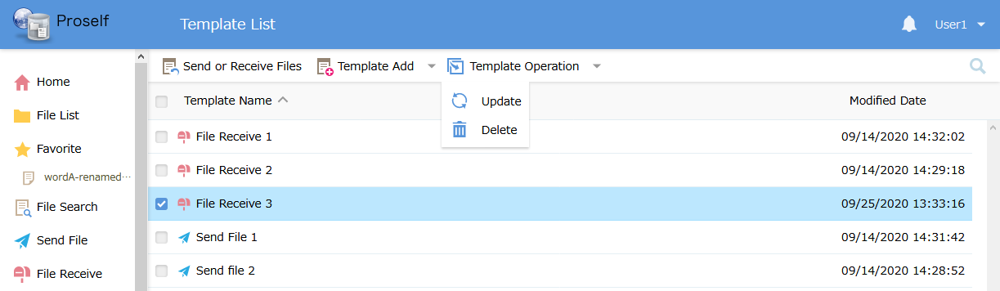 Proself
Template List
User1
Send or Receive Files
Template Add
Template Operation
Home
File List
Favorite
wordA-renamed...
File Search
Send File
File Receive
Template Name
Modified Date
Update
Delete
File Receive 1
09/14/2020 14:32:02
File Receive 2
09/14/2020 14:29:18
File Receive 3
09/25/2020 13:33:16
Send File 1
09/14/2020 14:31:42
Send file 2
09/14/2020 14:28:52